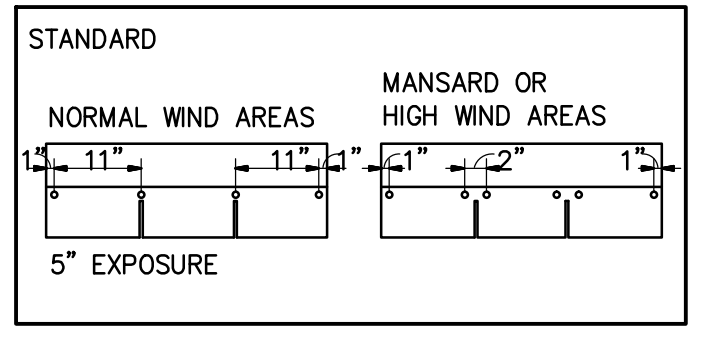 STANDARD
NORMAL WIND AREAS
1" 11" 11" 1"
5" EXPOSURE
MANSARD OR
HIGH WIND AREAS
1" 2" 1"